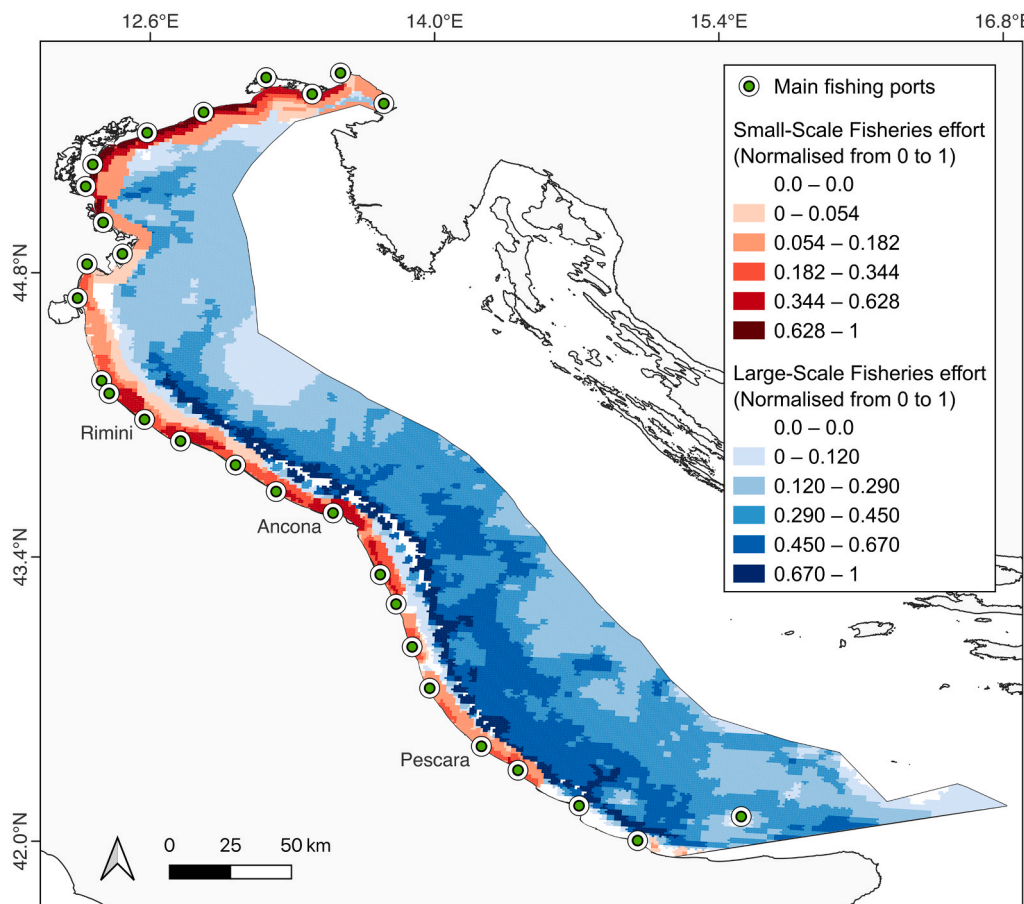 12.6°E
14.0°E
15.4°E
16.8°E
44.8°N
43.4°N
42.0°N
Main fishing ports
Small-Scale Fisheries effort
(Normalised from 0 to 1)
0.0 – 0.0
0 – 0.054
0.054 – 0.182
0.182 – 0.344
0.344 – 0.628
0.628 – 1
Large-Scale Fisheries effort
(Normalised from 0 to 1)
0.0 – 0.0
0 – 0.120
0.120 – 0.290
0.290 – 0.450
0.450 – 0.670
0.670 – 1
Rimini
Ancona
Pescara
0 25 50 km